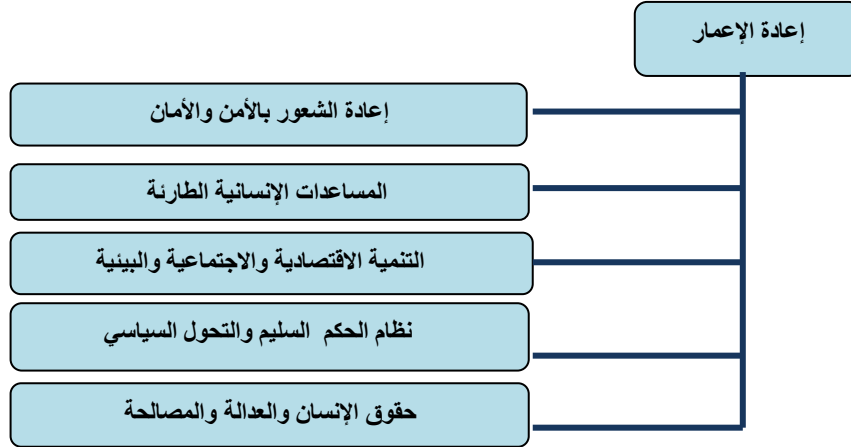 إعادة الإعمار
إعادة الشعور بالأمن والأمان
المساعدات الإنسانية الطارئة
التنمية الاقتصادية والاجتماعية والبيئية
نظام الحكم السليم والتحول السياسي
حقوق الإنسان والعدالة والمصالحة